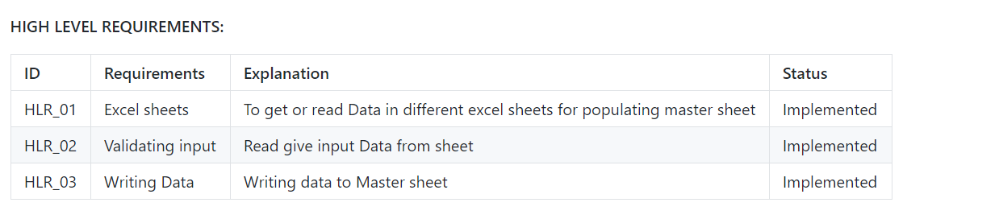 HIGH LEVEL REQUIREMENTS:
ID Requirements Explanation Status
HLR_01 Excel sheets To get or read Data in different excel sheets for populating master sheet Implemented
HLR_02 Validating input Read give input Data from sheet Implemented
HLR_03 Writing Data Writing data to Master sheet Implemented